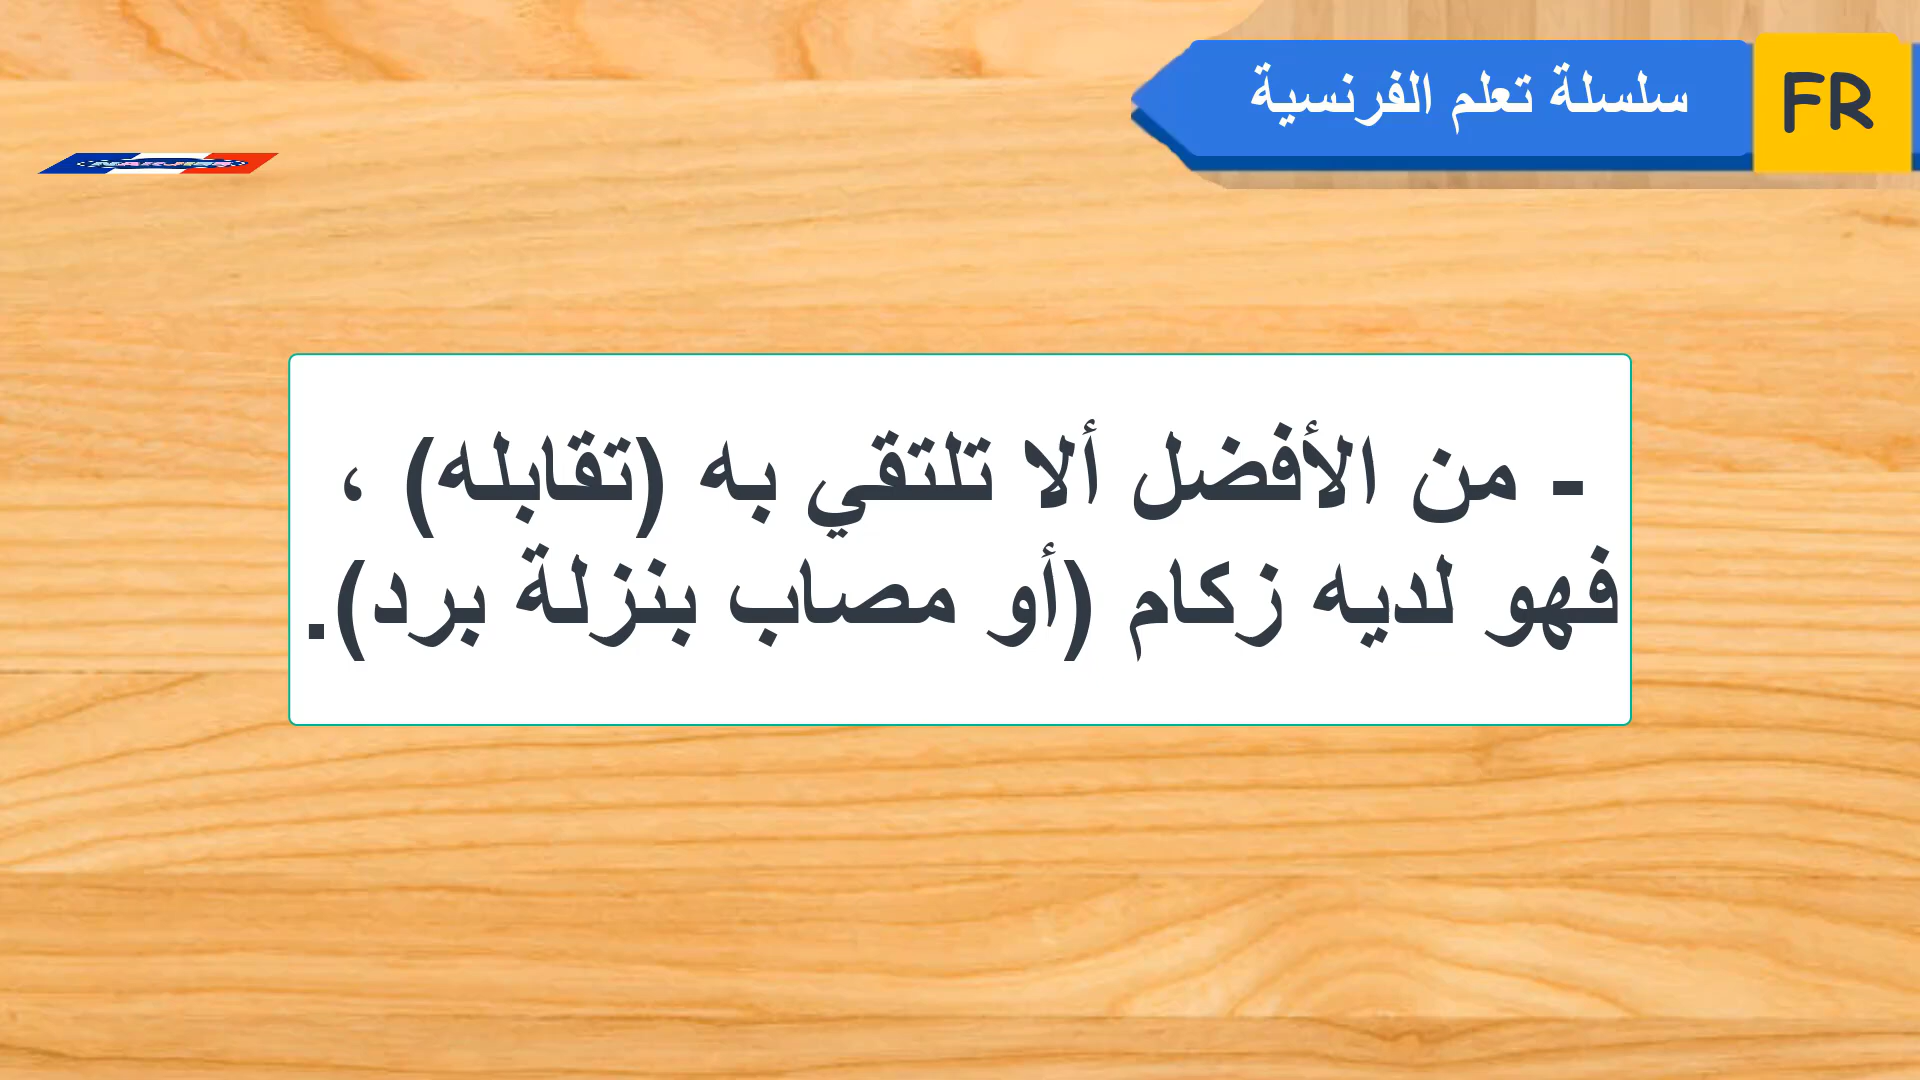 سلسلة تعلم الفرنسية
FR
- من الأفضل ألا تلتقي به (تقابله) ،
فهو لديه زكام (أو مصاب بنزلة برد).